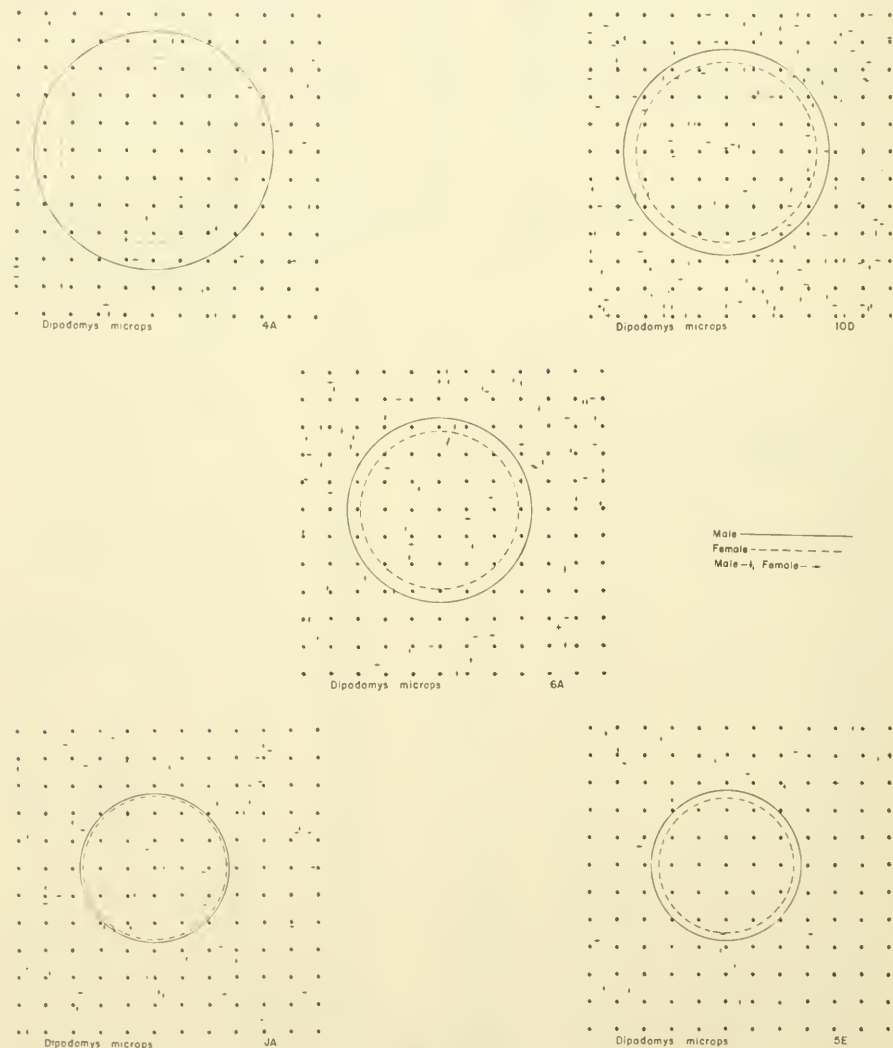 Dipodomys microps 4A
Dipodomys microps 10D
Dipodomys microps 6A
Male
Female
Male- , Female-
Dipodomys microps JA
Dipodomys microps 5E